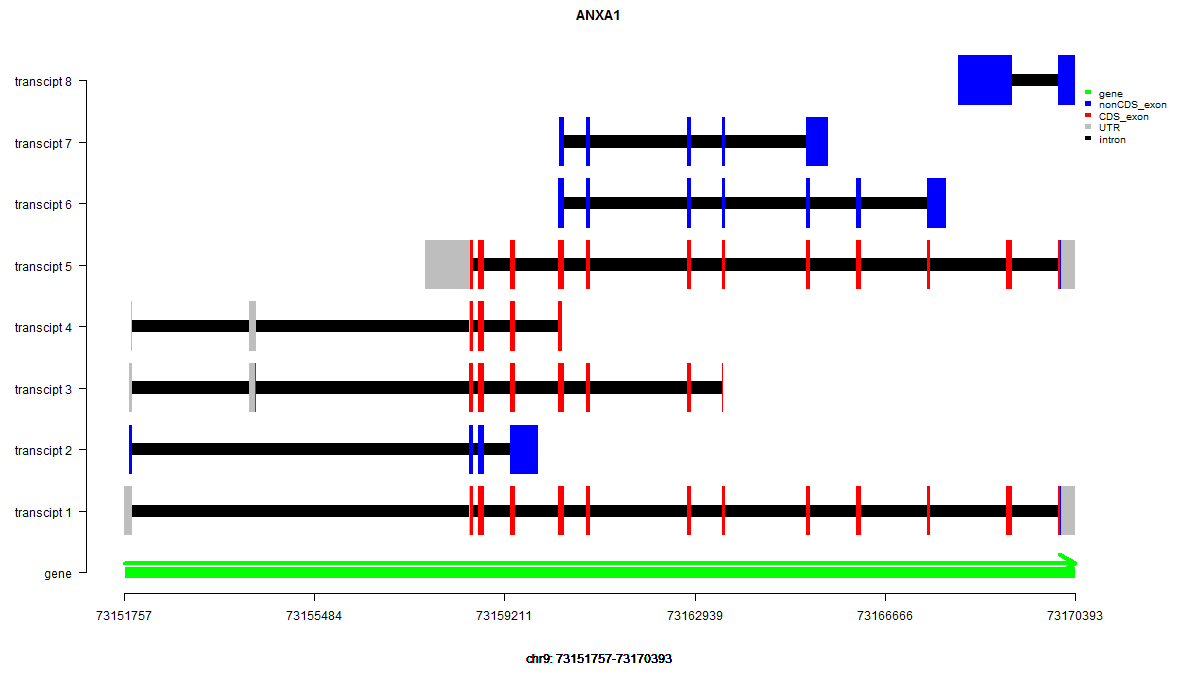 ANXA1
transcipt 8
gene
nonCDS_exon
CDS_exon
UTR
intron
transcipt 7
transcipt 6
transcipt 5
transcipt 4
transcipt 3
transcipt 2
transcipt 1
gene
73151757 73155484 73159211 73162939 73166666 73170393
chr9: 73151757-73170393